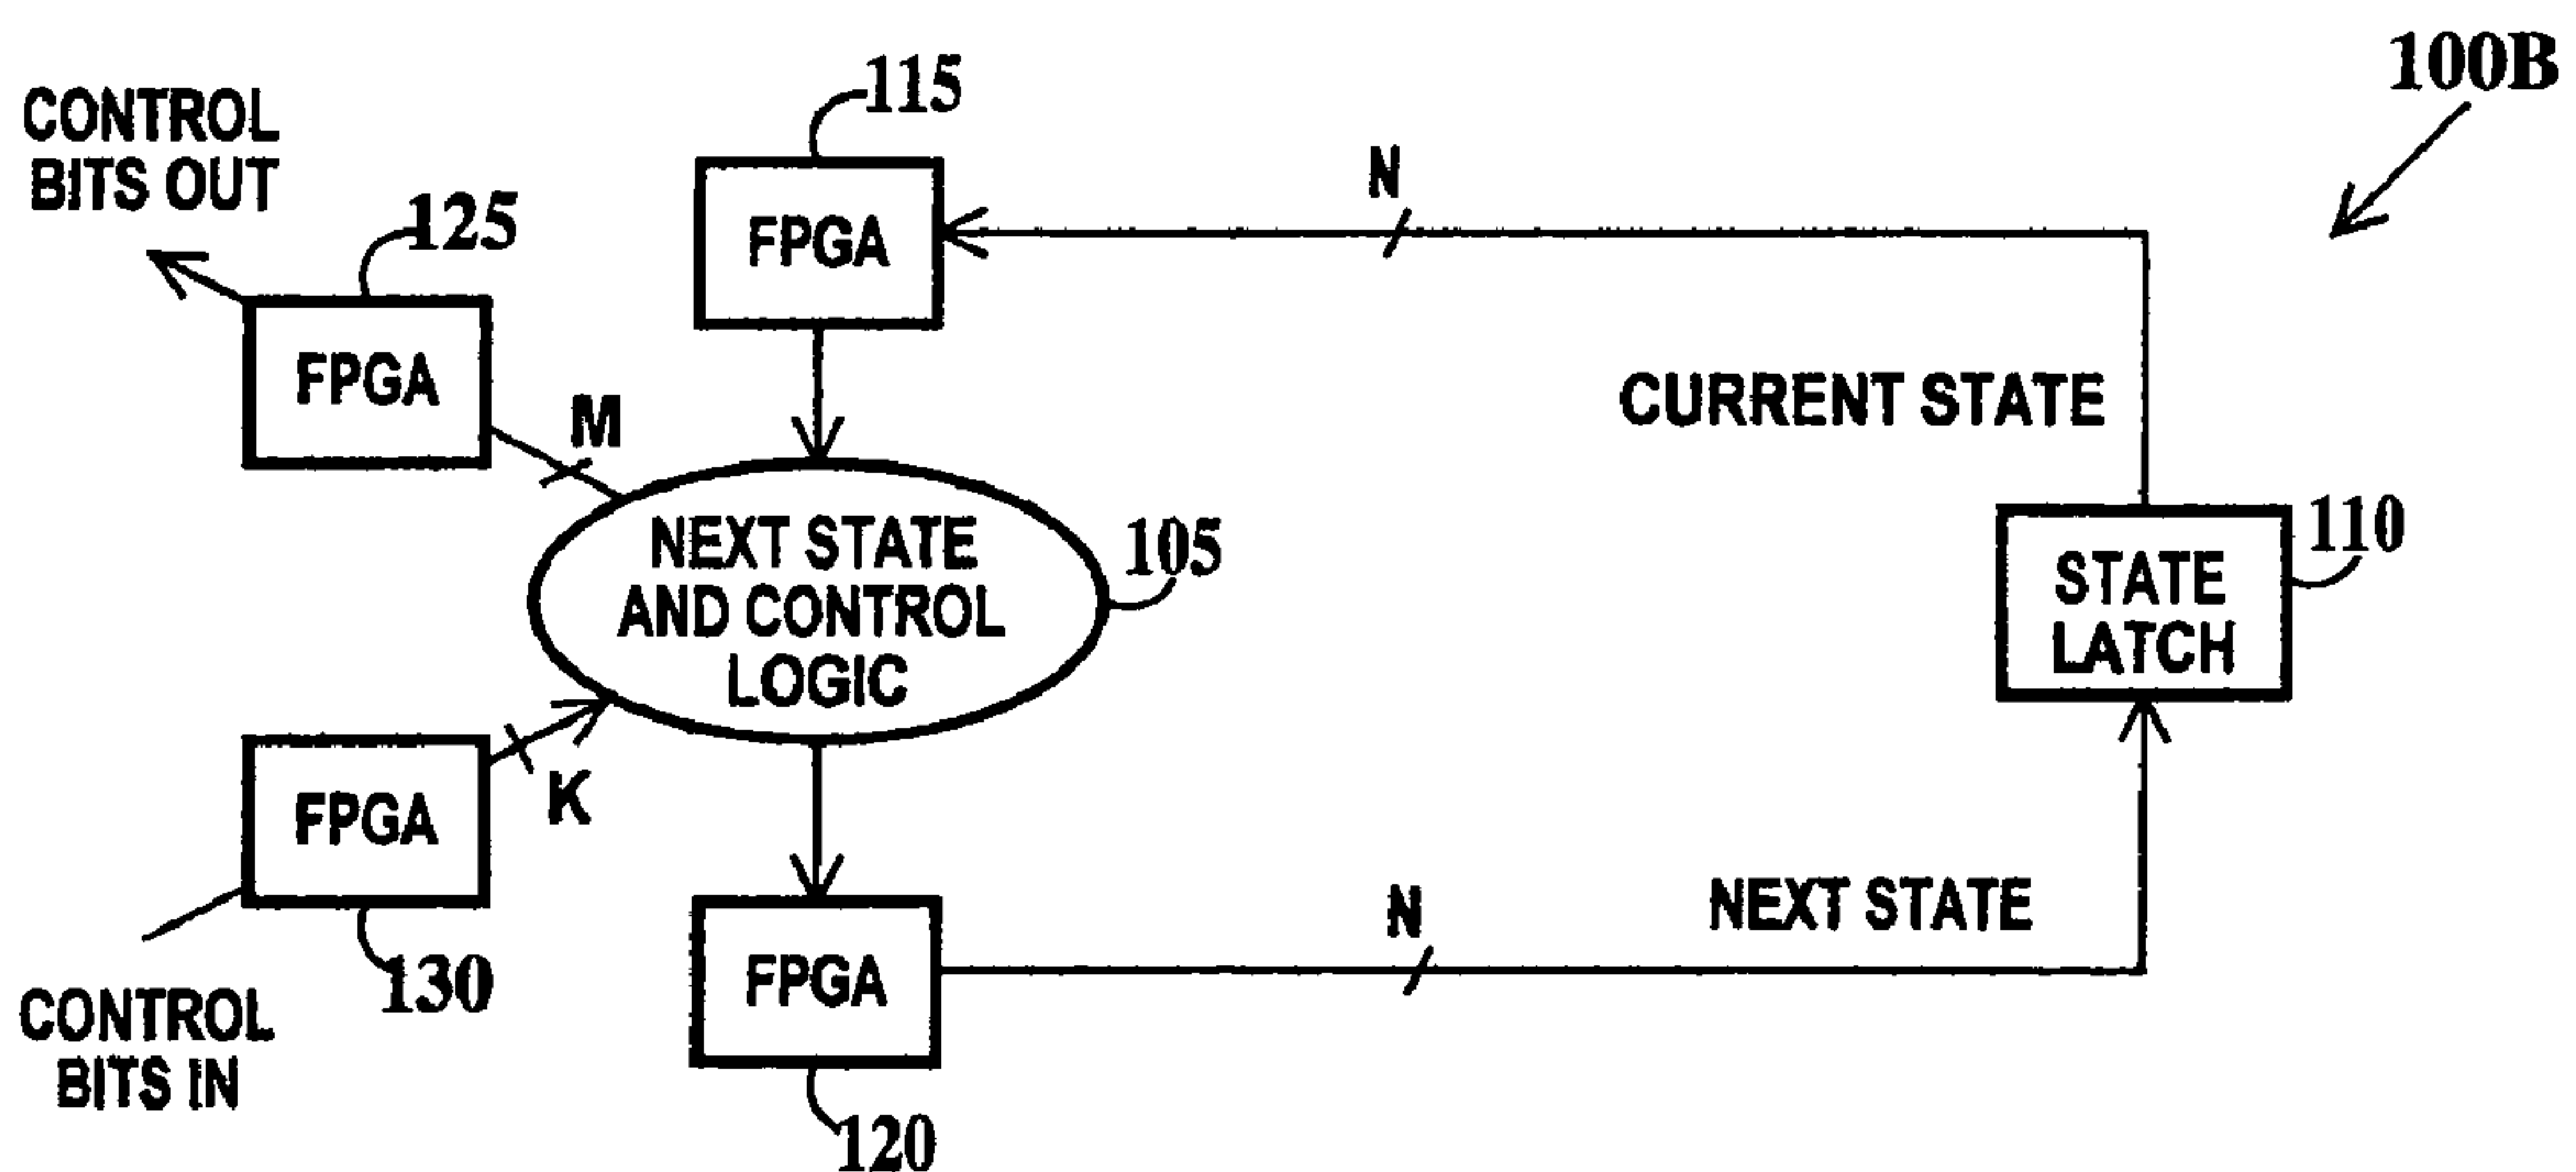 100B
115
CONTROL
BITS OUT
N
125
FPGA
FPGA
M
CURRENT STATE
NEXT STATE
AND CONTROL
LOGIC
105
110
STATE
LATCH
K
FPGA
N
NEXT STATE
130
FPGA
CONTROL
BITS IN
120